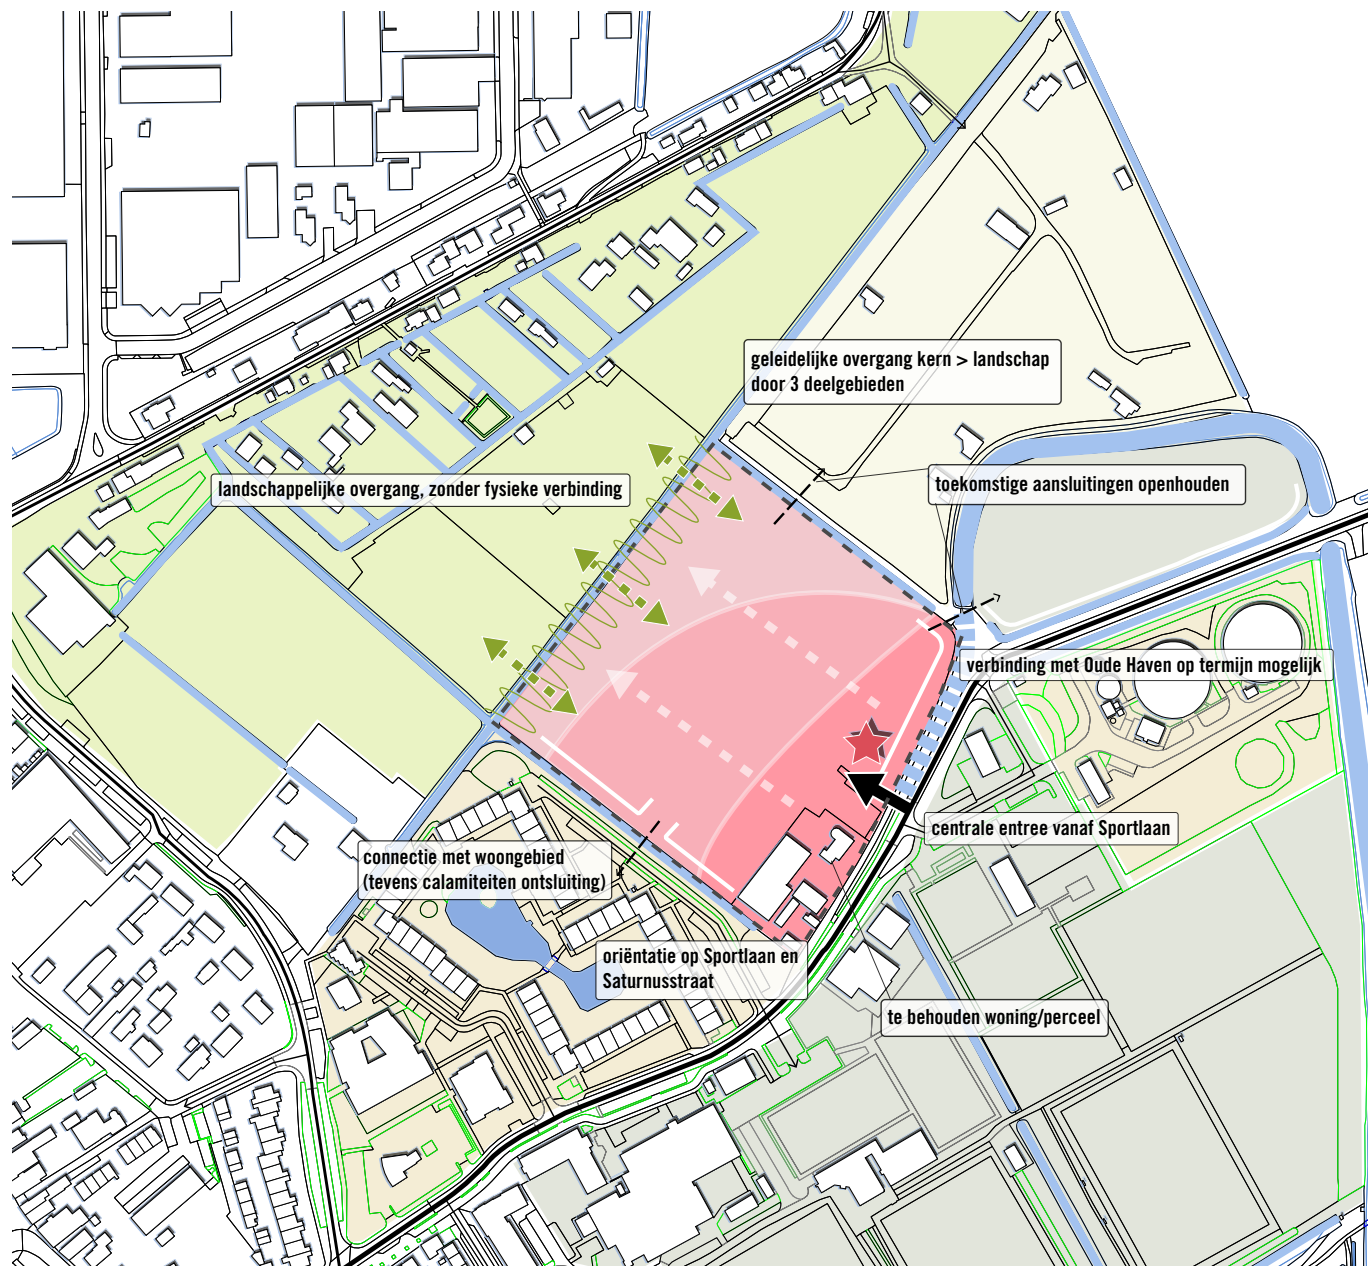 geleidelijke overgang kern > landschap
door 3 deelgebieden
landschappelijke overgang, zonder fysieke verbinding
toekomstige aansluitingen openhouden
verbinding met Oude Haven op termijn mogelijk
centrale entree vanaf Sportlaan
connectie met woongebied
(tevens calamiteiten ontsluiting)
oriëntatie op Sportlaan en
Saturnusstraat
te behouden woning/perceel